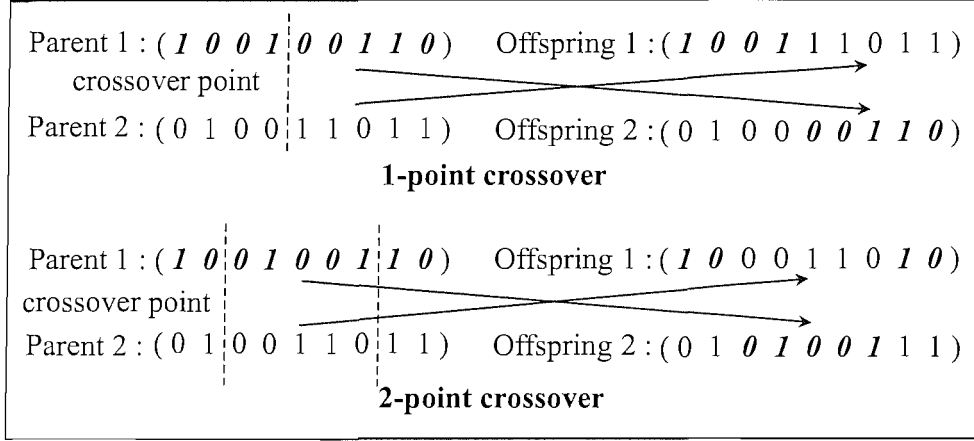 Parent 1 : ( 1 0 0 1 0 0 1 1 0 ) Offspring 1 : ( 1 0 0 1 1 1 0 1 1 )
crossover point
Parent 2 : ( 0 1 0 0 1 1 0 1 1 ) Offspring 2 : ( 0 1 0 0 0 0 1 1 0 )
1-point crossover
Parent 1 : ( 1 0 0 1 0 0 1 1 0 ) Offspring 1 : ( 1 0 0 0 1 1 0 1 0 )
crossover point
Parent 2 : ( 0 1 0 0 1 1 0 1 1 ) Offspring 2 : ( 0 1 0 1 0 0 1 1 1 )
2-point crossover